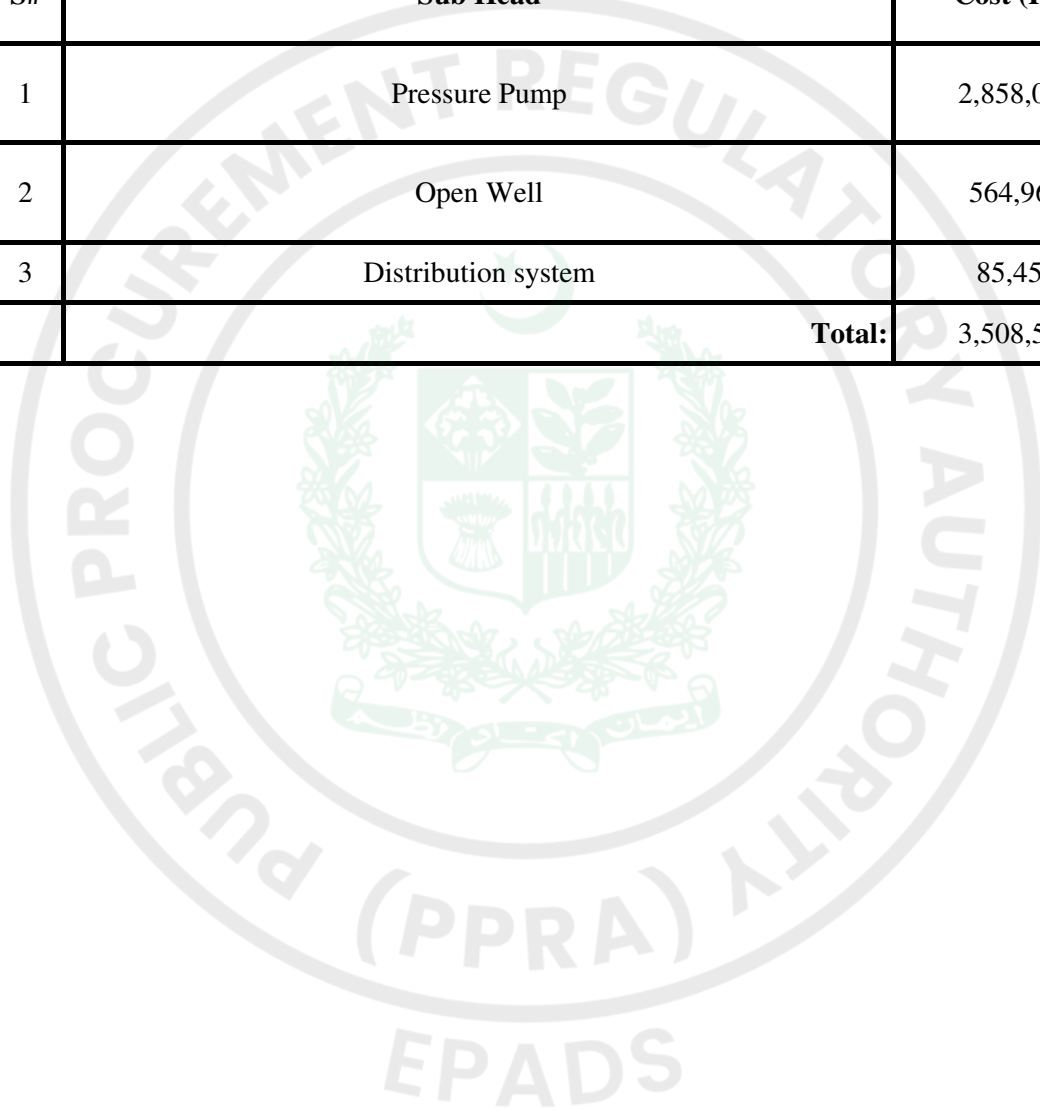 S# Sub Head Cost (
1 Pressure Pump 2,858,0
2 Open Well 564,96
3 Distribution system 85,45
Total: 3,508,5
PUBLIC PROCUREMENT REGULATORY AUTHORITY
(PPRA)
EPADS